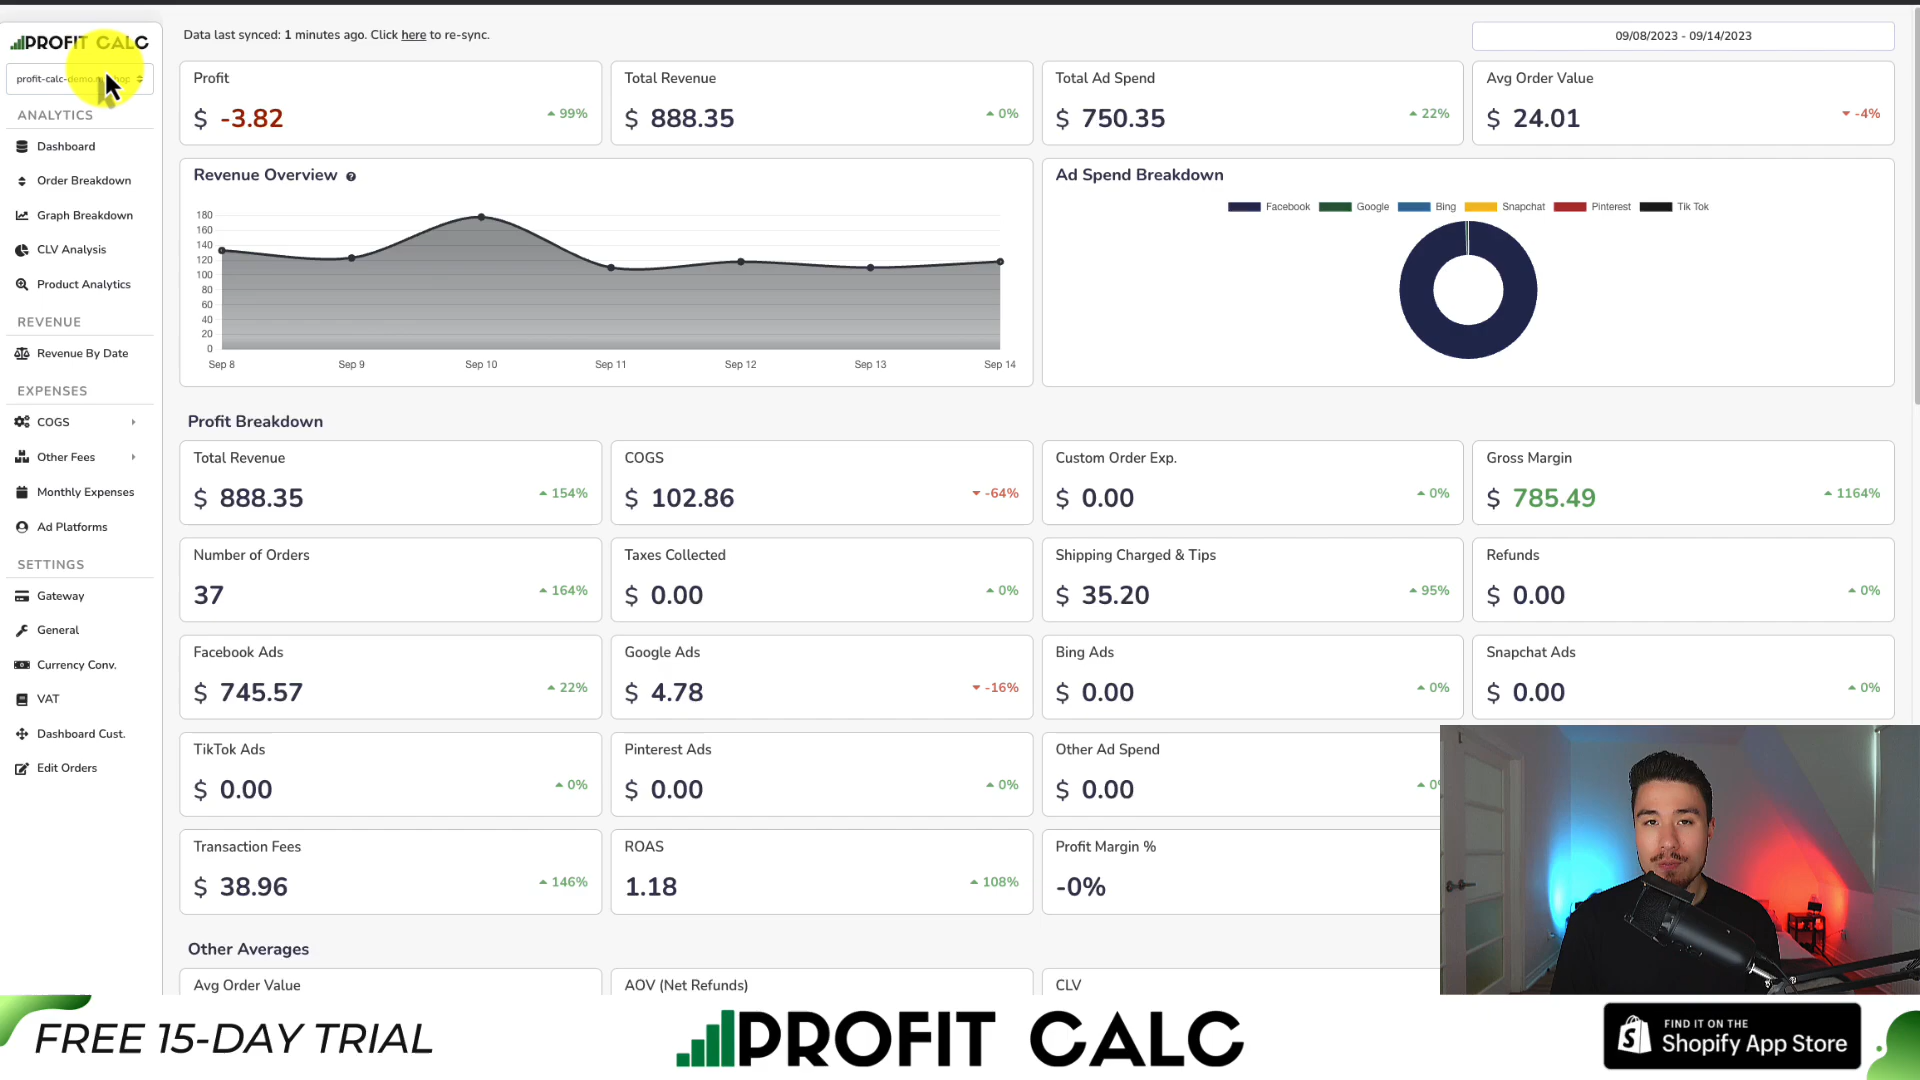 PROFIT CALC
Data last synced: 1 minutes ago. Click here to re-sync.
09/08/2023 - 09/14/2023
ANALYTICS
Dashboard
Order Breakdown
Graph Breakdown
CLV Analysis
Product Analytics
REVENUE
Revenue By Date
EXPENSES
COGS
Other Fees
Monthly Expenses
Ad Platforms
SETTINGS
Gateway
General
Currency Conv.
VAT
Dashboard Cust.
Edit Orders
Profit
$ -3.82
99%
Total Revenue
$ 888.35
0%
Total Ad Spend
$ 750.35
22%
Avg Order Value
$ 24.01
-4%
Revenue Overview
180
160
140
120
100
80
60
40
20
0
Sep 8 Sep 9 Sep 10 Sep 11 Sep 12 Sep 13 Sep 14
Ad Spend Breakdown
Facebook Google Bing Snapchat Pinterest Tik Tok
Profit Breakdown
Total Revenue
$ 888.35
154%
COGS
$ 102.86
-64%
Custom Order Exp.
$ 0.00
0%
Gross Margin
$ 785.49
1164%
Number of Orders
37
164%
Taxes Collected
$ 0.00
0%
Shipping Charged & Tips
$ 35.20
95%
Refunds
$ 0.00
0%
Facebook Ads
$ 745.57
22%
Google Ads
$ 4.78
-16%
Bing Ads
$ 0.00
0%
Snapchat Ads
$ 0.00
0%
TikTok Ads
$ 0.00
0%
Pinterest Ads
$ 0.00
0%
Other Ad Spend
$ 0.00
Transaction Fees
$ 38.96
146%
ROAS
1.18
108%
Profit Margin %
-0%
Other Averages
Avg Order Value
AOV (Net Refunds)
CLV
FREE 15-DAY TRIAL
PROFIT CALC
FIND IT ON THE
Shopify App Store